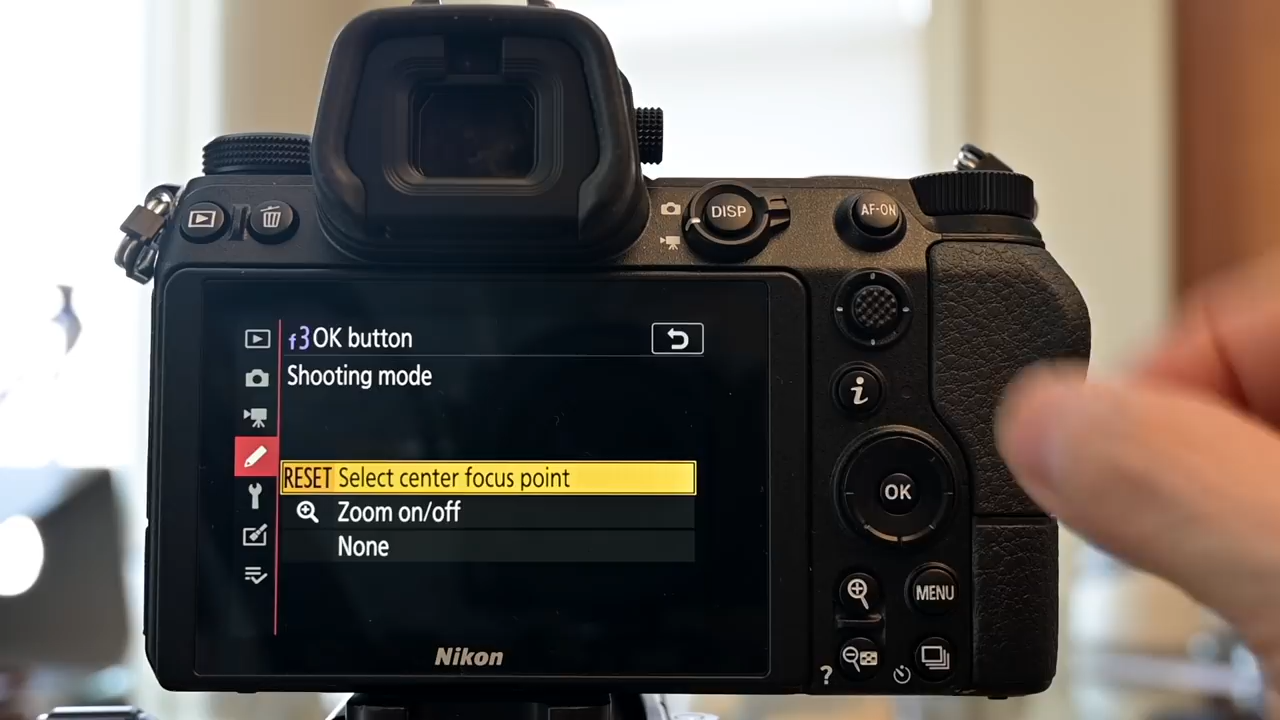 DISP
AF-ON
f3 OK button
Shooting mode
i
RESET Select center focus point
Zoom on/off
None
OK
MENU
Nikon
?